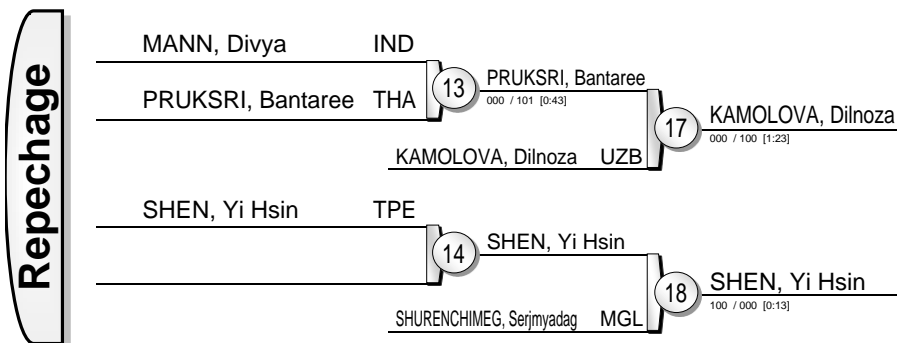 Repechage
MANN, Divya IND
PRUKSRI, Bantaree THA
13
PRUKSRI, Bantaree
000 / 101 [0:43]
KAMOLOVA, Dilnoza UZB
17
KAMOLOVA, Dilnoza
000 / 100 [1:23]
SHEN, Yi Hsin TPE
14
SHEN, Yi Hsin
SHURENCHIMEG, Serjmyadag MGL
18
SHEN, Yi Hsin
100 / 000 [0:13]